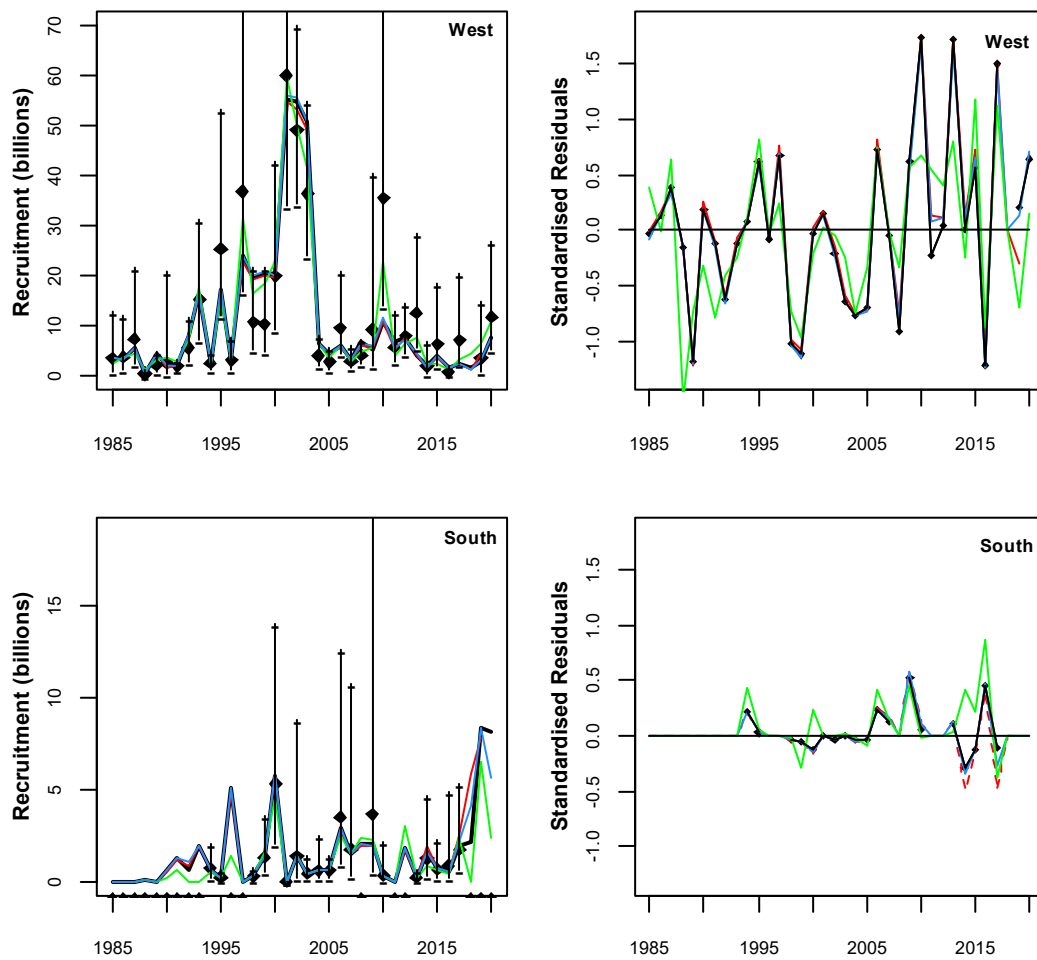 West
Recruitment (billions)
0 10 20 30 40 50 60 70
1985 1995 2005 2015
West
Standardised Residuals
-1.0 -0.5 0.0 0.5 1.0 1.5
1985 1995 2005 2015
South
Recruitment (billions)
0 5 10 15
1985 1995 2005 2015
South
Standardised Residuals
-1.0 -0.5 0.0 0.5 1.0 1.5
1985 1995 2005 2015